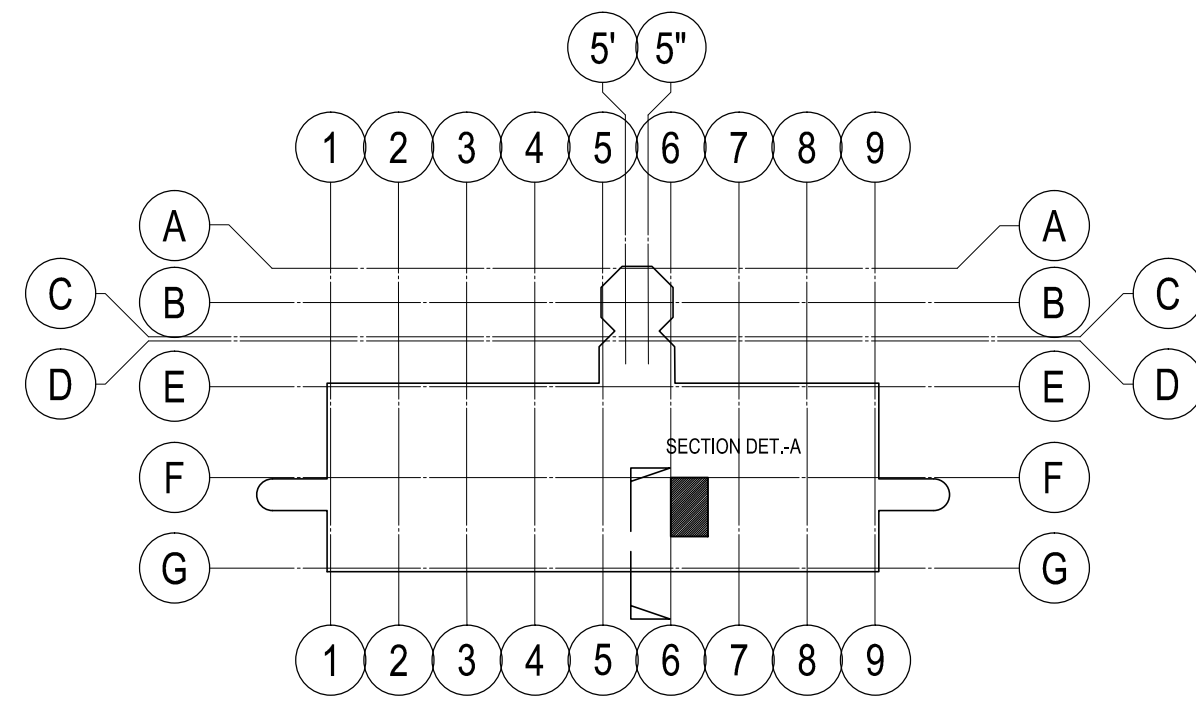 5' 5"
1 2 3 4 5 6 7 8 9
A A
C B B C
D E E D
SECTION DET.-A
F F
G G
1 2 3 4 5 6 7 8 9